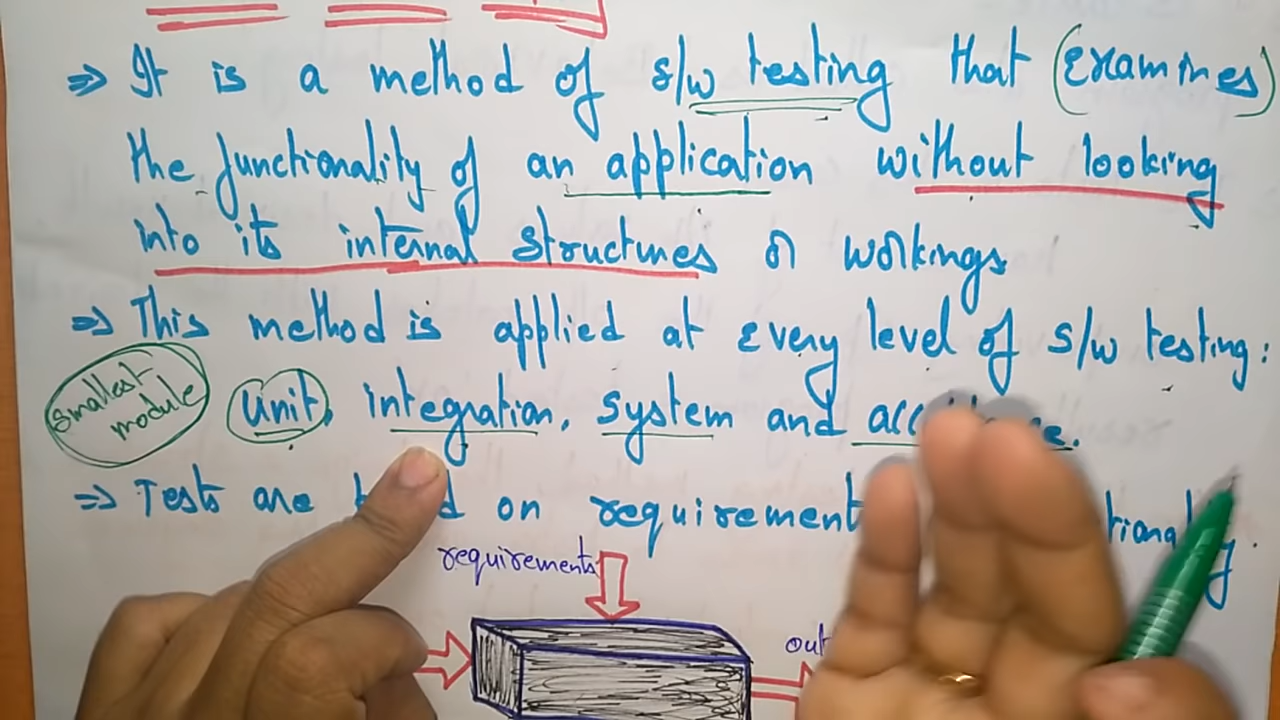 ⇒ It is a method of s/w testing that (Examines)
the functionality of an application without looking
into its internal structures or workings
⇒ This method is applied at every level of s/w testing:
smallest module
Unit, integration, system and
⇒ Tests are on
requirements